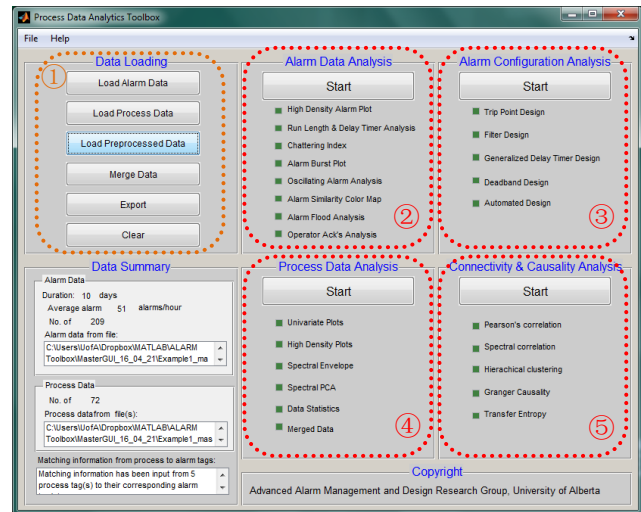 Process Data Analytics Toolbox
File Help
Data Loading
①
Load Alarm Data
Load Process Data
Load Preprocessed Data
Merge Data
Export
Clear
Alarm Data Analysis
Start
High Density Alarm Plot
Run Length & Delay Timer Analysis
Chattering Index
Alarm Burst Plot
Oscillating Alarm Analysis
Alarm Similarity Color Map
Alarm Flood Analysis
Operator Ack's Analysis
②
Alarm Configuration Analysis
Start
Trip Point Design
Filter Design
Generalized Delay Timer Design
Deadband Design
Automated Design
③
Data Summary
Alarm Data
Duration: 10 days
Average alarm 51 alarms/hour
No. of 209
Alarm data from file:
C:\Users\UofA\Dropbox\MATLAB\ALARM
Toolbox\MasterGUI_16_04_21\Example1_ma
Process Data
No. of 72
Process datafrom file(s):
C:\Users\UofA\Dropbox\MATLAB\ALARM
Toolbox\MasterGUI_16_04_21\Example1_mas
Matching information from process to alarm tags:
Matching information has been input from 5
process tag(s) to their corresponding alarm
Process Data Analysis
Start
Univariate Plots
High Density Plots
Spectral Envelope
Spectral PCA
Data Statistics
Merged Data
④
Connectivity & Causality Analysis
Start
Pearson's correlation
Spectral correlation
Hierachical clustering
Granger Causality
Transfer Entropy
⑤
Copyright
Advanced Alarm Management and Design Research Group, University of Alberta